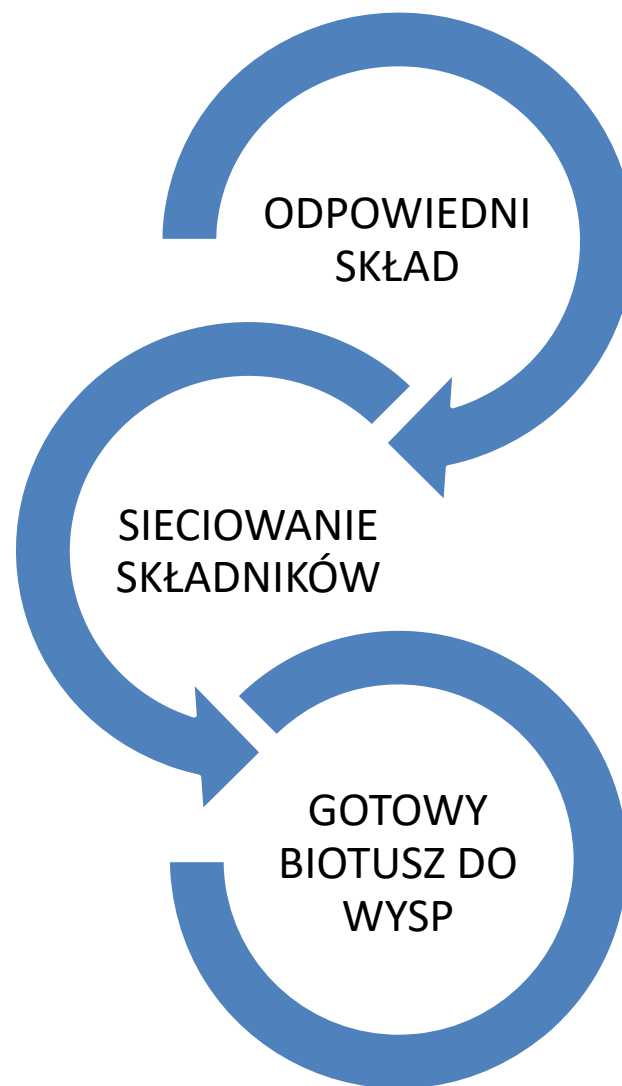 ODPOWIEDNI
SKŁAD
SIECIOWANIE
SKŁADNIKÓW
GOTOWY
BIOTUSZ DO
WYSP